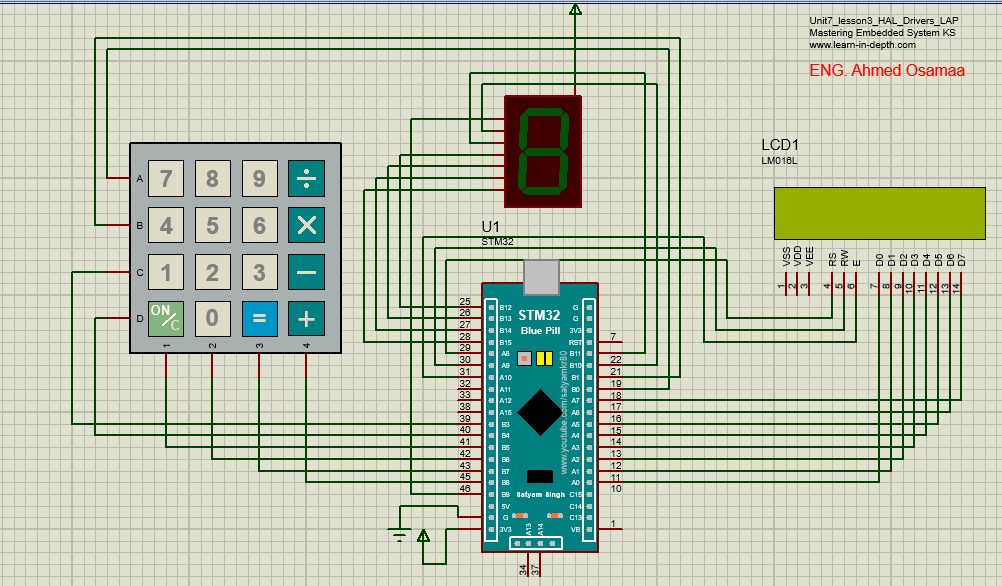 Unit7_lesson3_HAL_Drivers_LAP
Mastering Embedded System KS
www.learn-in-depth.com
ENG. Ahmed Osamaa
LCD1
LM016L
VSS VDD VEE RS RW E D0 D1 D2 D3 D4 D5 D6 D7
1 2 3 4 5 6 7 8 9 10 11 12 13 14
A 7 8 9 ÷
B 4 5 6 ×
C 1 2 3 −
D ON/C 0 = +
1 2 3 4
U1
STM32
STM32
Blue Pill
25 B12 G
26 B13 G
27 B14 3V3
28 B15 RST 7
29 A8 B11
30 A9 B10 22
31 A10 B1 21
32 A11 B0 19
33 A12 A7 18
38 A15 A6 17
39 B3 A5 16
40 B4 A4 15
41 B5 A3 14
42 B6 A2 13
43 B7 A1 12
45 B8 A0 11
46 B9 C15 10
5V C14
G C13
3V3 VB 1
www.youtube.com/satyamkr80
Satyam Singh
A13 A14
34 37